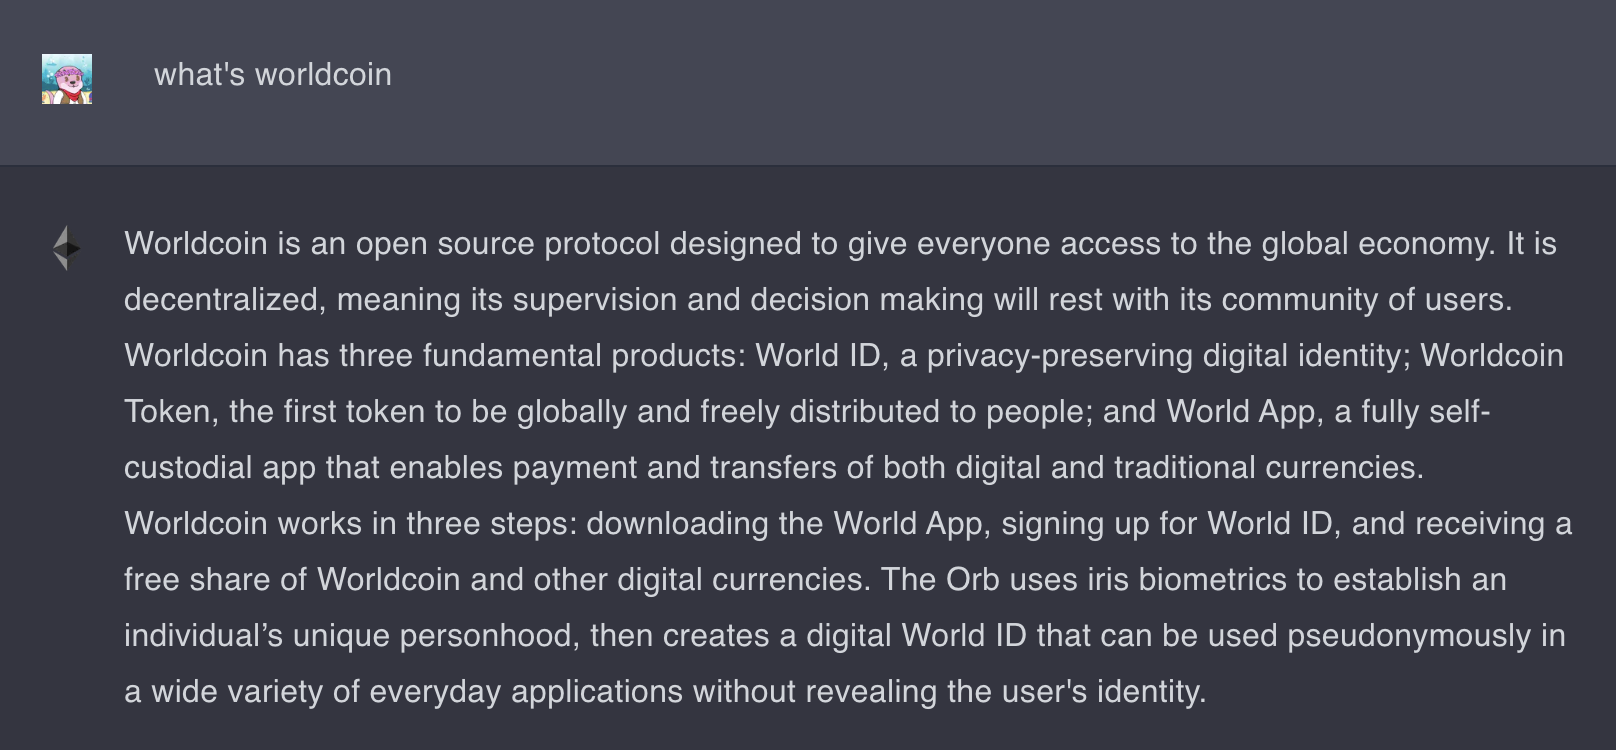 what's worldcoin
Worldcoin is an open source protocol designed to give everyone access to the global economy. It is
decentralized, meaning its supervision and decision making will rest with its community of users.
Worldcoin has three fundamental products: World ID, a privacy-preserving digital identity; Worldcoin
Token, the first token to be globally and freely distributed to people; and World App, a fully self-
custodial app that enables payment and transfers of both digital and traditional currencies.
Worldcoin works in three steps: downloading the World App, signing up for World ID, and receiving a
free share of Worldcoin and other digital currencies. The Orb uses iris biometrics to establish an
individual’s unique personhood, then creates a digital World ID that can be used pseudonymously in
a wide variety of everyday applications without revealing the user's identity.